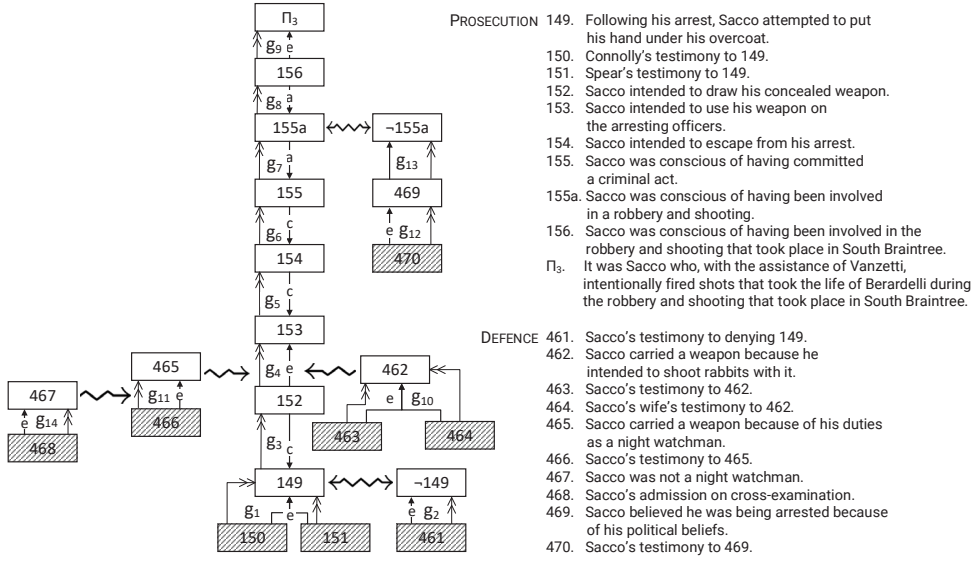 Π3
g9 e
156
g8 a
155a
¬155a
g7 a
g13
155
469
g6 c
e g12
154
470
g5 c
153
465
g4 e
462
467
g11 e
e g10
152
g14
e
466
463
464
468
g3 c
149
¬149
g1 e
e g2
150
151
461
PROSECUTION 149. Following his arrest, Sacco attempted to put
his hand under his overcoat.
150. Connolly's testimony to 149.
151. Spear's testimony to 149.
152. Sacco intended to draw his concealed weapon.
153. Sacco intended to use his weapon on
the arresting officers.
154. Sacco intended to escape from his arrest.
155. Sacco was conscious of having committed
a criminal act.
155a. Sacco was conscious of having been involved
in a robbery and shooting.
156. Sacco was conscious of having been involved in the
robbery and shooting that took place in South Braintree.
Π3. It was Sacco who, with the assistance of Vanzetti,
intentionally fired shots that took the life of Berardelli during
the robbery and shooting that took place in South Braintree.
DEFENCE 461. Sacco's testimony to denying 149.
462. Sacco carried a weapon because he
intended to shoot rabbits with it.
463. Sacco's testimony to 462.
464. Sacco's wife's testimony to 462.
465. Sacco carried a weapon because of his duties
as a night watchman.
466. Sacco's testimony to 465.
467. Sacco was not a night watchman.
468. Sacco's admission on cross-examination.
469. Sacco believed he was being arrested because
of his political beliefs.
470. Sacco's testimony to 469.